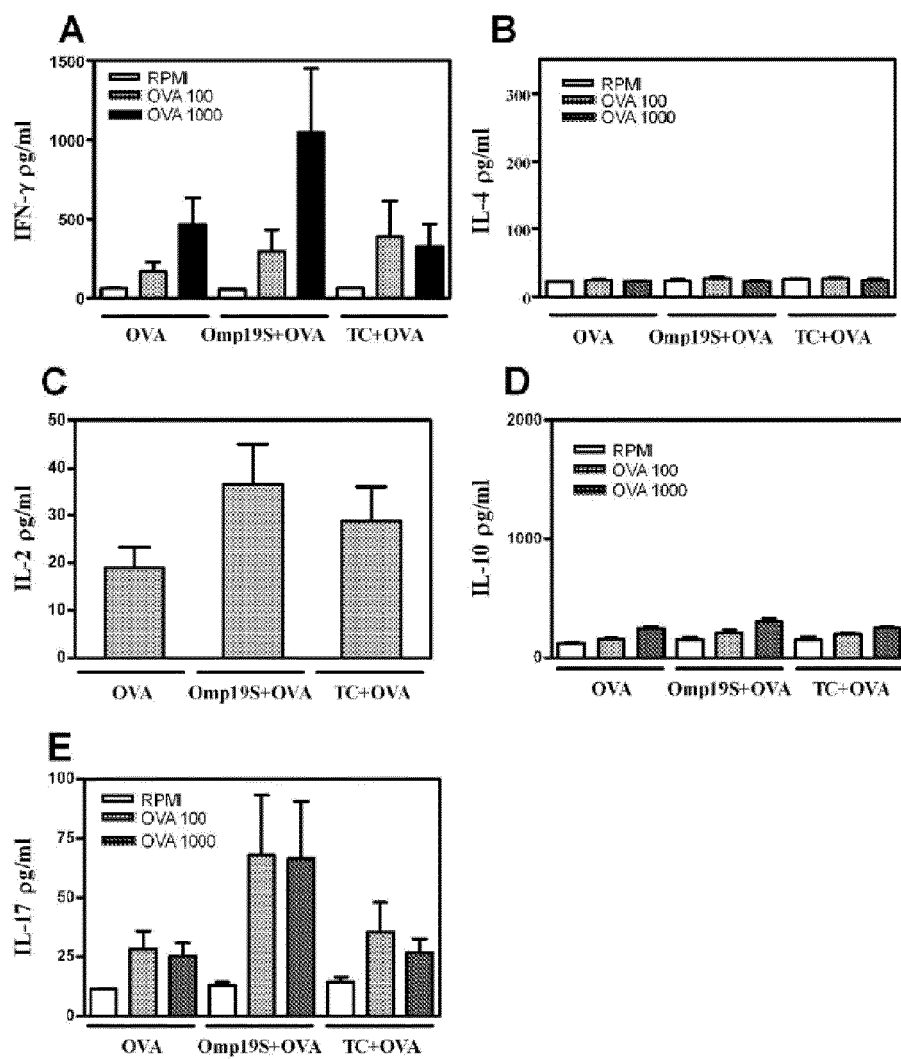 A
IFN-γ ρg/ml
1500
1000
500
0
RPMI
OVA 100
OVA 1000
OVA
Omp19S+OVA
TC+OVA
B
IL-4 ρg/ml
300
200
100
0
RPMI
OVA 100
OVA 1000
OVA
Omp19S+OVA
TC+OVA
C
IL-2 ρg/ml
50
40
30
20
10
0
OVA
Omp19S+OVA
TC+OVA
D
IL-10 ρg/ml
2000
1000
0
RPMI
OVA 100
OVA 1000
OVA
Omp19S+OVA
TC+OVA
E
IL-17 ρg/ml
100
75
50
25
0
RPMI
OVA 100
OVA 1000
OVA
Omp19S+OVA
TC+OVA